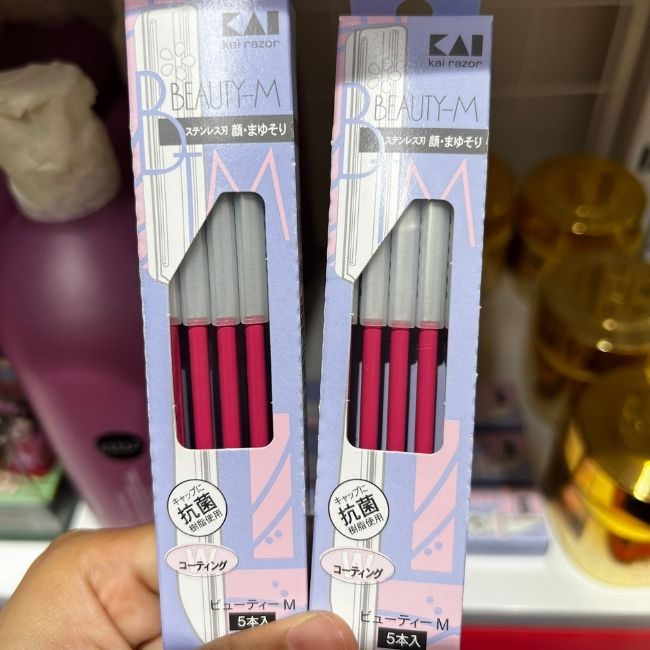 KAI
kai razor
BEAUTY-M
ステンレス刃 顔・まゆそり
B-M
キャップに
抗菌
樹脂使用
W
コーティング
ビューティー M
5本入
KAI
kai razor
BEAUTY-M
ステンレス刃 顔・まゆそり
B-M
キャップに
抗菌
樹脂使用
W
コーティング
ビューティー M
5本入